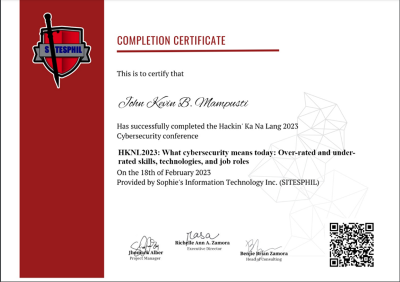 SITESPHIL
COMPLETION CERTIFICATE
This is to certify that
John Kevin B. Mampusti
Has successfully completed the Hackin' Ka Na Lang 2023
Cybersecurity conference
HKNL2023: What cybersecurity means today: Over-rated and under-
rated skills, technologies, and job roles
On the 18th of February 2023
Provided by Sophie's Information Technology Inc. (SITESPHIL)
Richelle Ann A. Zamora
Executive Director
Alber
Project Manager
Benjie Brian Zamora
Head of Consulting